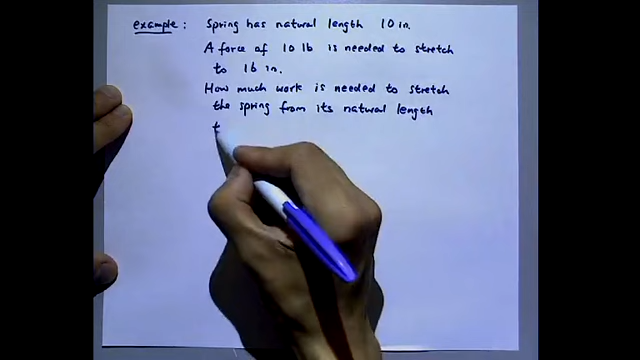 example: Spring has natural length 10 in.
A force of 10 lb is needed to stretch
to 16 in.
How much work is needed to stretch
the spring from its natural length
t